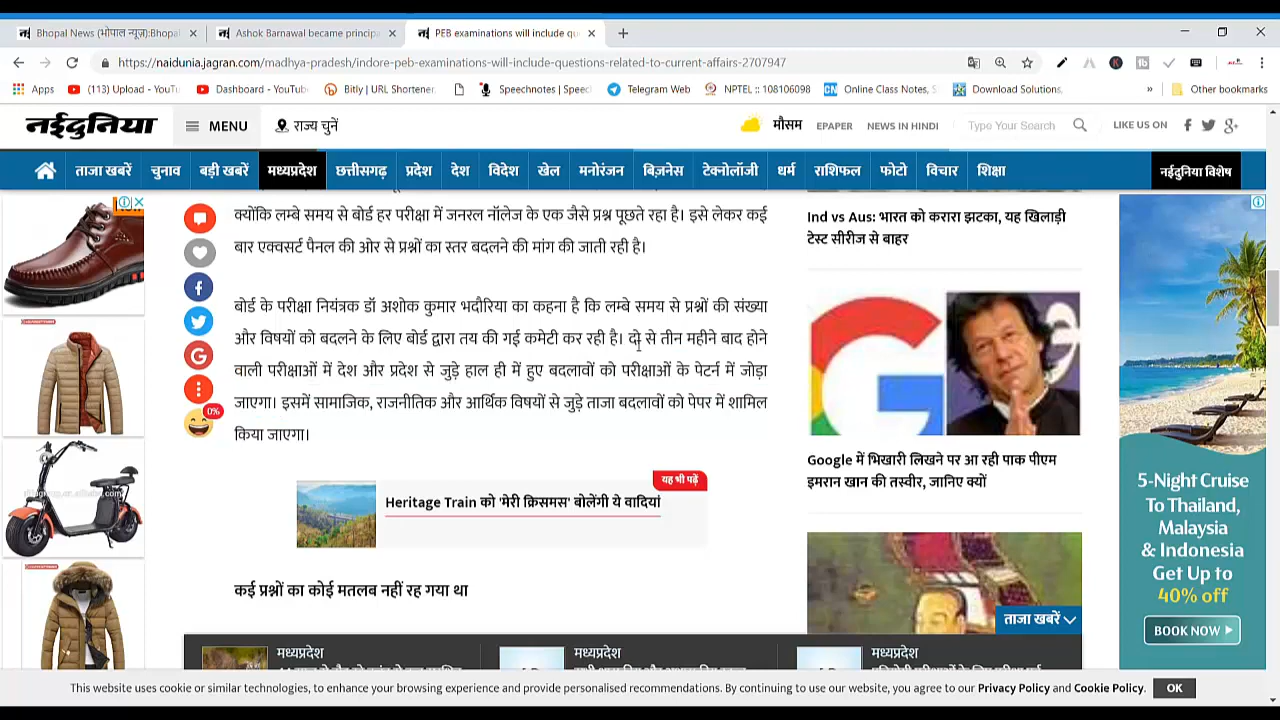 Bhopal News (भोपाल न्यूज़):Bhopal
Ashok Barnawal became principa
PEB examinations will include qu
https://naidunia.jagran.com/madhya-pradesh/indore-peb-examinations-will-include-questions-related-to-current-affairs-2707947
Apps (113) Upload - YouTu Dashboard - YouTube Bitly | URL Shortener. Speechnotes | Speec Telegram Web NPTEL :: 108106098 Online Class Notes, S Download Solutions. » Other bookmarks
नईदुनिया MENU राज्य चुनें मौसम EPAPER NEWS IN HINDI Type Your Search LIKE US ON
ताजा खबरें चुनाव बड़ी खबरें मध्यप्रदेश छत्तीसगढ़ प्रदेश देश विदेश खेल मनोरंजन बिज़नेस टेक्नोलॉजी धर्म राशिफल फोटो विचार शिक्षा नईदुनिया विशेष
क्योंकि लम्बे समय से बोर्ड हर परीक्षा में जनरल नॉलेज के एक जैसे प्रश्न पूछते रहा है। इसे लेकर कई
बार एक्वसर्ट पैनल की ओर से प्रश्नों का स्तर बदलने की मांग की जाती रही है।
बोर्ड के परीक्षा नियंत्रक डॉ अशोक कुमार भदौरिया का कहना है कि लम्बे समय से प्रश्नों की संख्या
और विषयों को बदलने के लिए बोर्ड द्वारा तय की गई कमेटी कर रही है। दो से तीन महीने बाद होने
वाली परीक्षाओं में देश और प्रदेश से जुड़े हाल ही में हुए बदलावों को परीक्षाओं के पेटर्न में जोड़ा
जाएगा। इसमें सामाजिक, राजनीतिक और आर्थिक विषयों से जुड़े ताजा बदलावों को पेपर में शामिल
किया जाएगा।
0%
यह भी पढ़ें
Heritage Train को 'मेरी क्रिसमस' बोलेंगी ये वादियां
कई प्रश्नों का कोई मतलब नहीं रह गया था
Ind vs Aus: भारत को करारा झटका, यह खिलाड़ी
टेस्ट सीरीज से बाहर
Google में भिखारी लिखने पर आ रही पाक पीएम
इमरान खान की तस्वीर, जानिए क्यों
ताजा खबरें
5-Night Cruise
To Thailand,
Malaysia
& Indonesia
Get Up to
40% off
BOOK NOW
मध्यप्रदेश
मध्यप्रदेश
मध्यप्रदेश
This website uses cookie or similar technologies, to enhance your browsing experience and provide personalised recommendations. By continuing to use our website, you agree to our Privacy Policy and Cookie Policy. OK